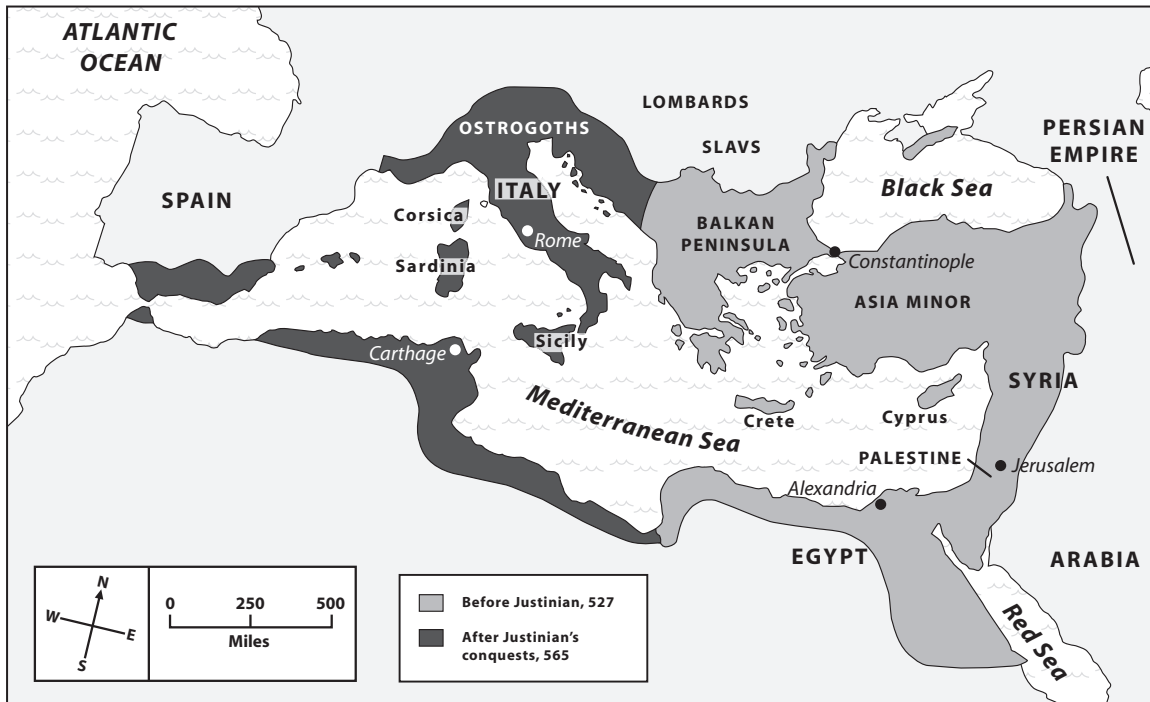 ATLANTIC
OCEAN
LOMBARDS
OSTROGOTHS
SLAVS
PERSIAN
EMPIRE
SPAIN
ITALY
Black Sea
Corsica
BALKAN
PENINSULA
Rome
Constantinople
Sardinia
ASIA MINOR
Sicily
Carthage
SYRIA
Mediterranean Sea
Crete
Cyprus
PALESTINE
Jerusalem
Alexandria
EGYPT
ARABIA
Red Sea
N
W
E
S
0 250 500
Miles
Before Justinian, 527
After Justinian's
conquests, 565